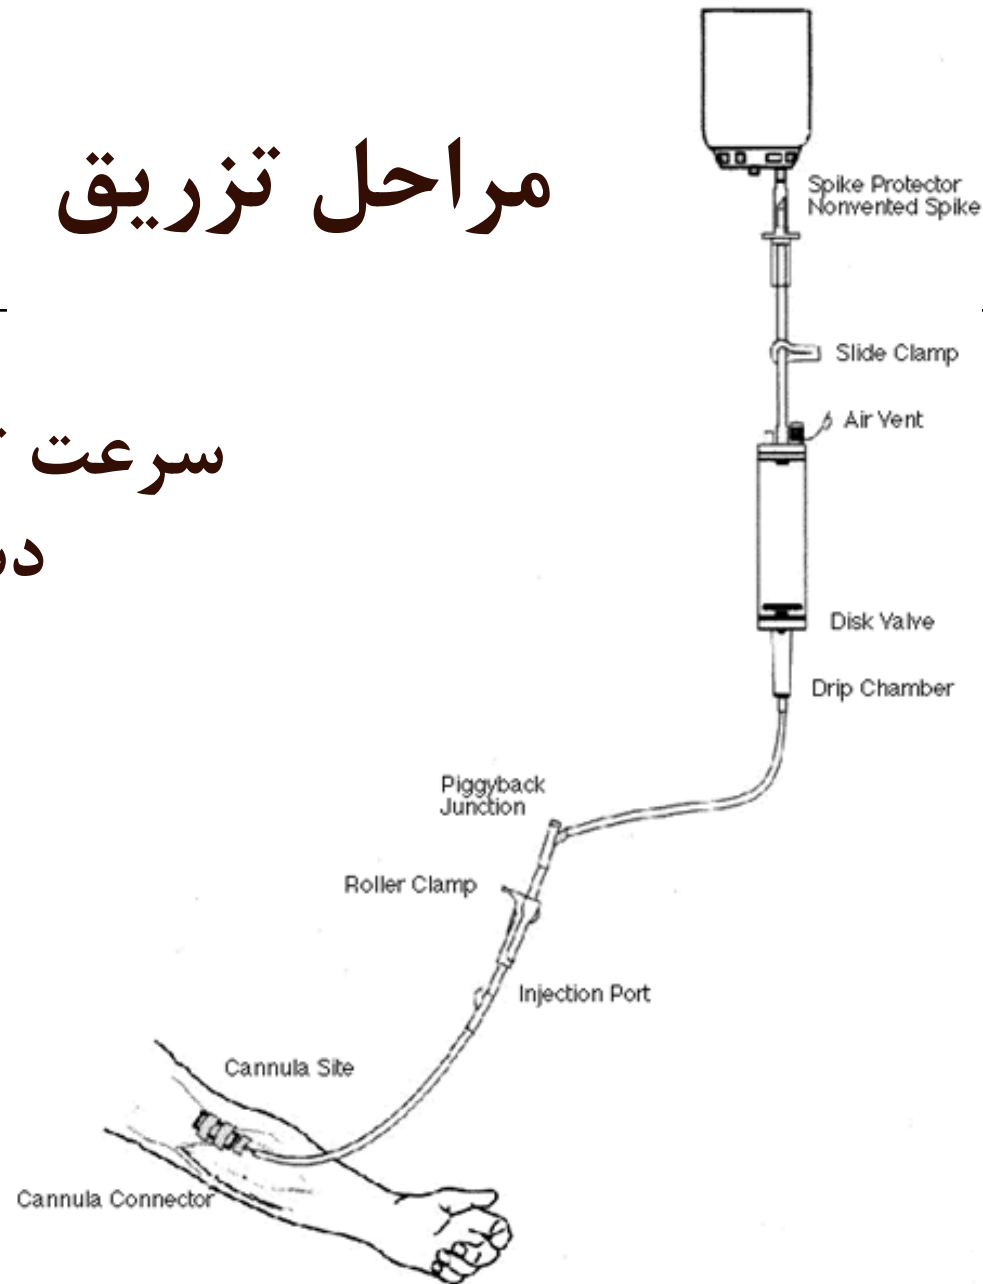 مراحل تزریق
Spike Protector
Nonvented Spike
Slide Clamp
Air Vent
سرعت
Disk Valve
Drip Chamber
Piggyback
Junction
Roller Clamp
Injection Port
Cannula Site
Cannula Connector